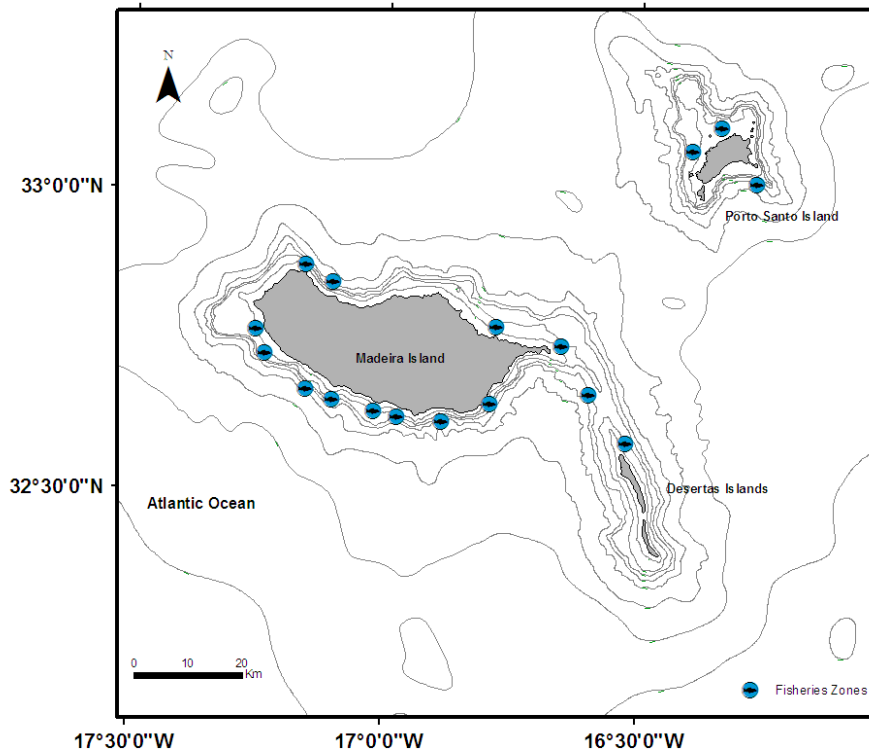 N
33°0'0"N
Porto Santo Island
Madeira Island
32°30'0"N
Desertas Islands
Atlantic Ocean
0 10 20
Km
Fisheries Zones
17°30'0"W 17°0'0"W 16°30'0"W